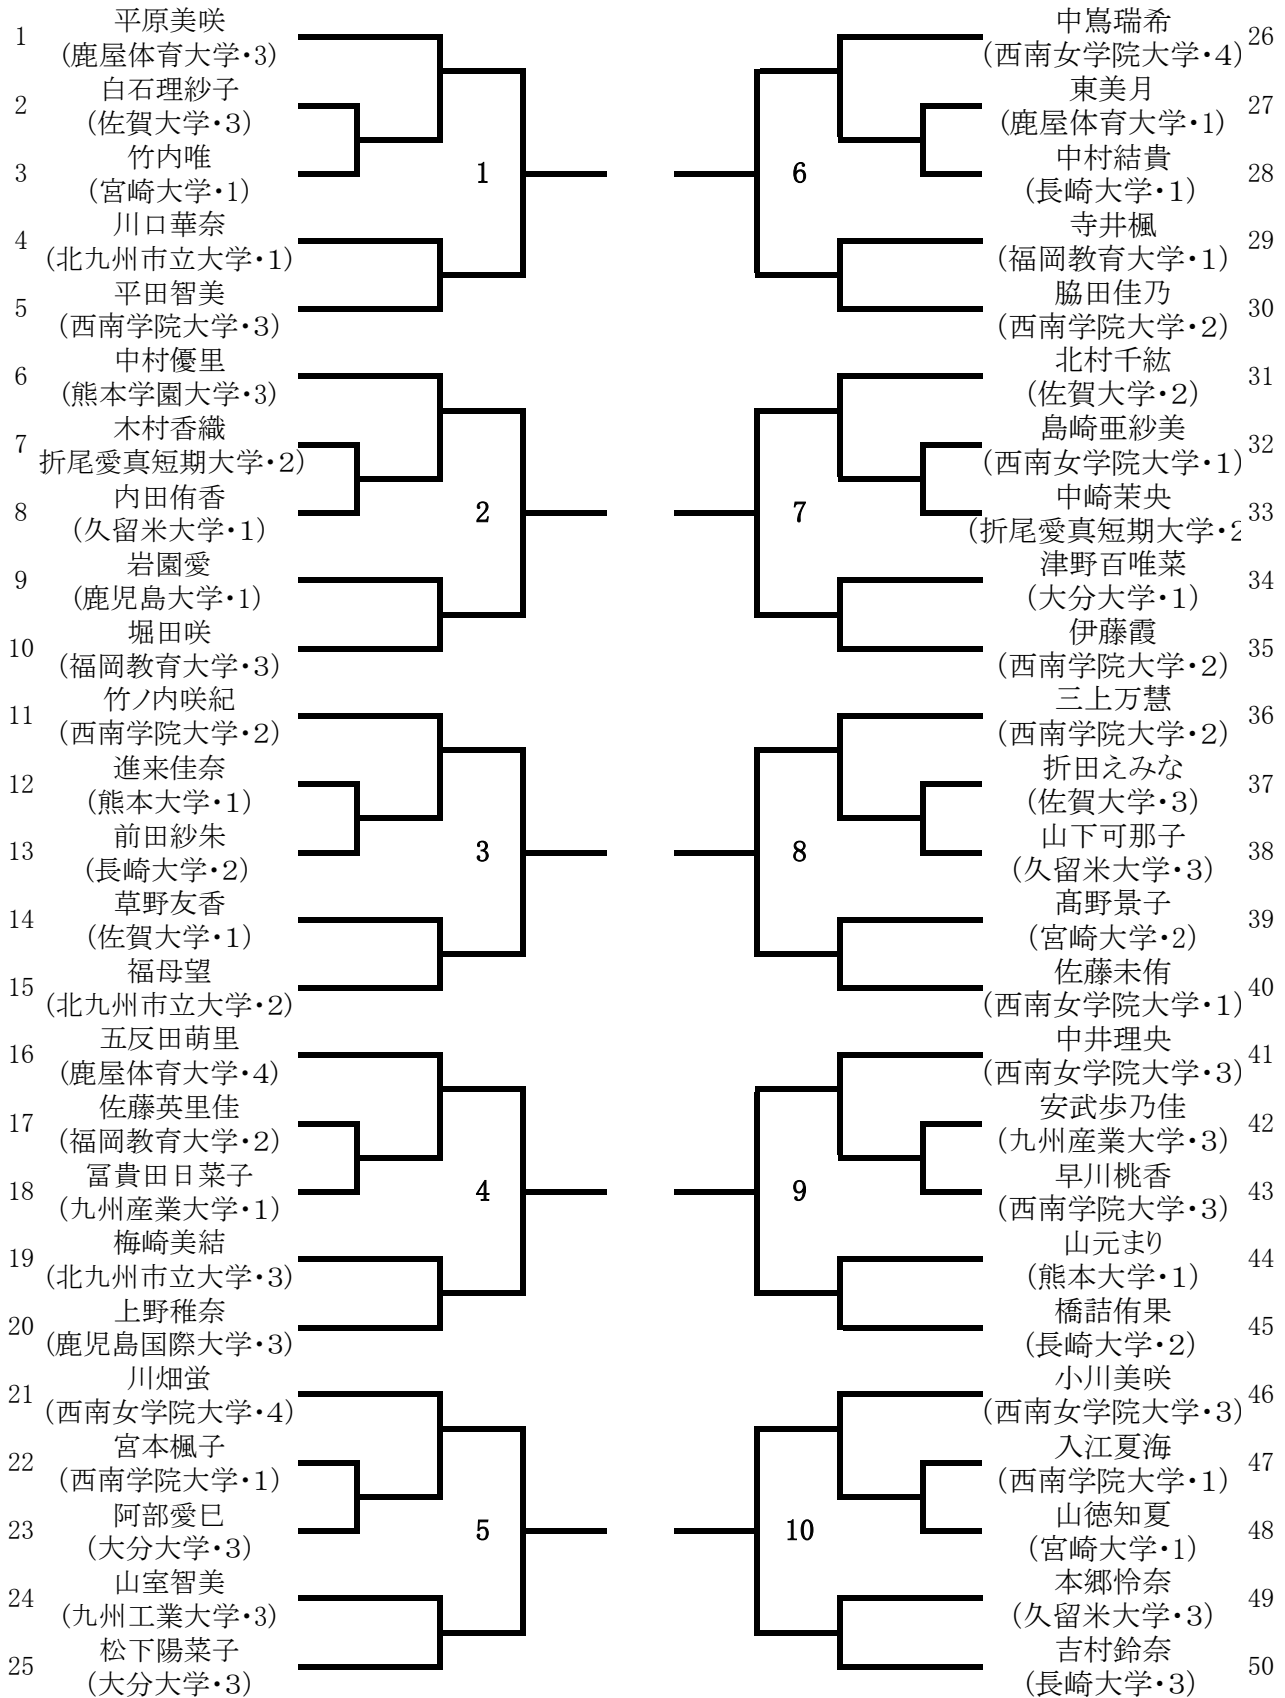 1
平原美咲
(鹿屋体育大学・3)
2
白石理紗子
(佐賀大学・3)
3
竹内唯
(宮崎大学・1)
4
川口華奈
(北九州市立大学・1)
5
平田智美
(西南学院大学・3)
1
6
中村優里
(熊本学園大学・3)
7
木村香織
折尾愛真短期大学・2)
8
内田侑香
(久留米大学・1)
9
岩園愛
(鹿児島大学・1)
10
堀田咲
(福岡教育大学・3)
2
11
竹ノ内咲紀
(西南学院大学・2)
12
進来佳奈
(熊本大学・1)
13
前田紗朱
(長崎大学・2)
14
草野友香
(佐賀大学・1)
15
福母望
(北九州市立大学・2)
3
16
五反田萌里
(鹿屋体育大学・4)
17
佐藤英里佳
(福岡教育大学・2)
18
冨貴田日菜子
(九州産業大学・1)
19
梅崎美結
(北九州市立大学・3)
20
上野稚奈
(鹿児島国際大学・3)
4
21
川畑蛍
(西南女学院大学・4)
22
宮本楓子
(西南学院大学・1)
23
阿部愛巳
(大分大学・3)
24
山室智美
(九州工業大学・3)
25
松下陽菜子
(大分大学・3)
5
中嶌瑞希
(西南女学院大学・4)
26
東美月
(鹿屋体育大学・1)
27
中村結貴
(長崎大学・1)
28
寺井楓
(福岡教育大学・1)
29
脇田佳乃
(西南学院大学・2)
30
6
北村千紘
(佐賀大学・2)
31
島崎亜紗美
(西南女学院大学・1)
32
中崎茉央
(折尾愛真短期大学・2
33
津野百唯菜
(大分大学・1)
34
伊藤霞
(西南学院大学・2)
35
7
三上万慧
(西南学院大学・2)
36
折田えみな
(佐賀大学・3)
37
山下可那子
(久留米大学・3)
38
髙野景子
(宮崎大学・2)
39
佐藤未侑
(西南女学院大学・1)
40
8
中井理央
(西南女学院大学・3)
41
安武歩乃佳
(九州産業大学・3)
42
早川桃香
(西南学院大学・3)
43
山元まり
(熊本大学・1)
44
橋詰侑果
(長崎大学・2)
45
9
小川美咲
(西南女学院大学・3)
46
入江夏海
(西南学院大学・1)
47
山徳知夏
(宮崎大学・1)
48
本郷怜奈
(久留米大学・3)
49
吉村鈴奈
(長崎大学・3)
50
10